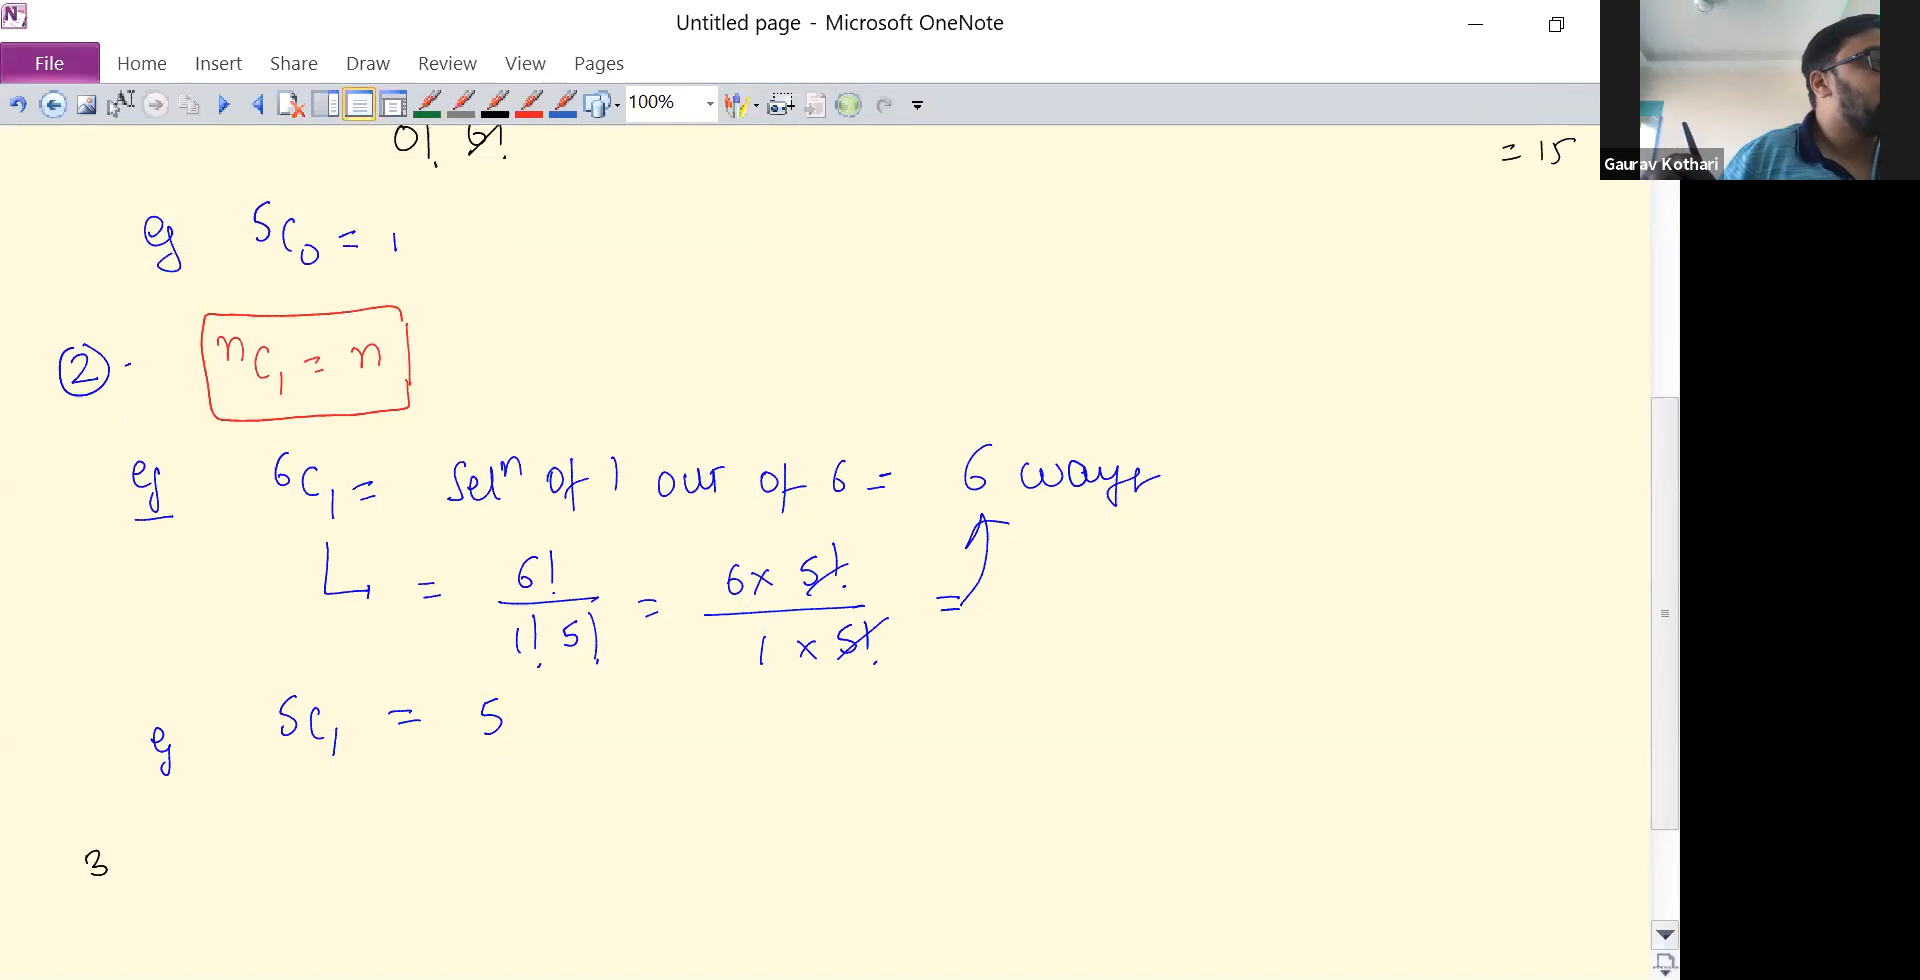 Untitled page - Microsoft OneNote
File Home Insert Share Draw Review View Pages
100%
0! 6!
= 15
Gaurav Kothari
eg 5C₀ = 1
② · ⁿC₁ = n
eg 6C₁ = Selⁿ of 1 out of 6 = 6 ways
= 6! / 1! 5! = 6 x 5! / 1 x 5! =
eg 5C₁ = 5
3